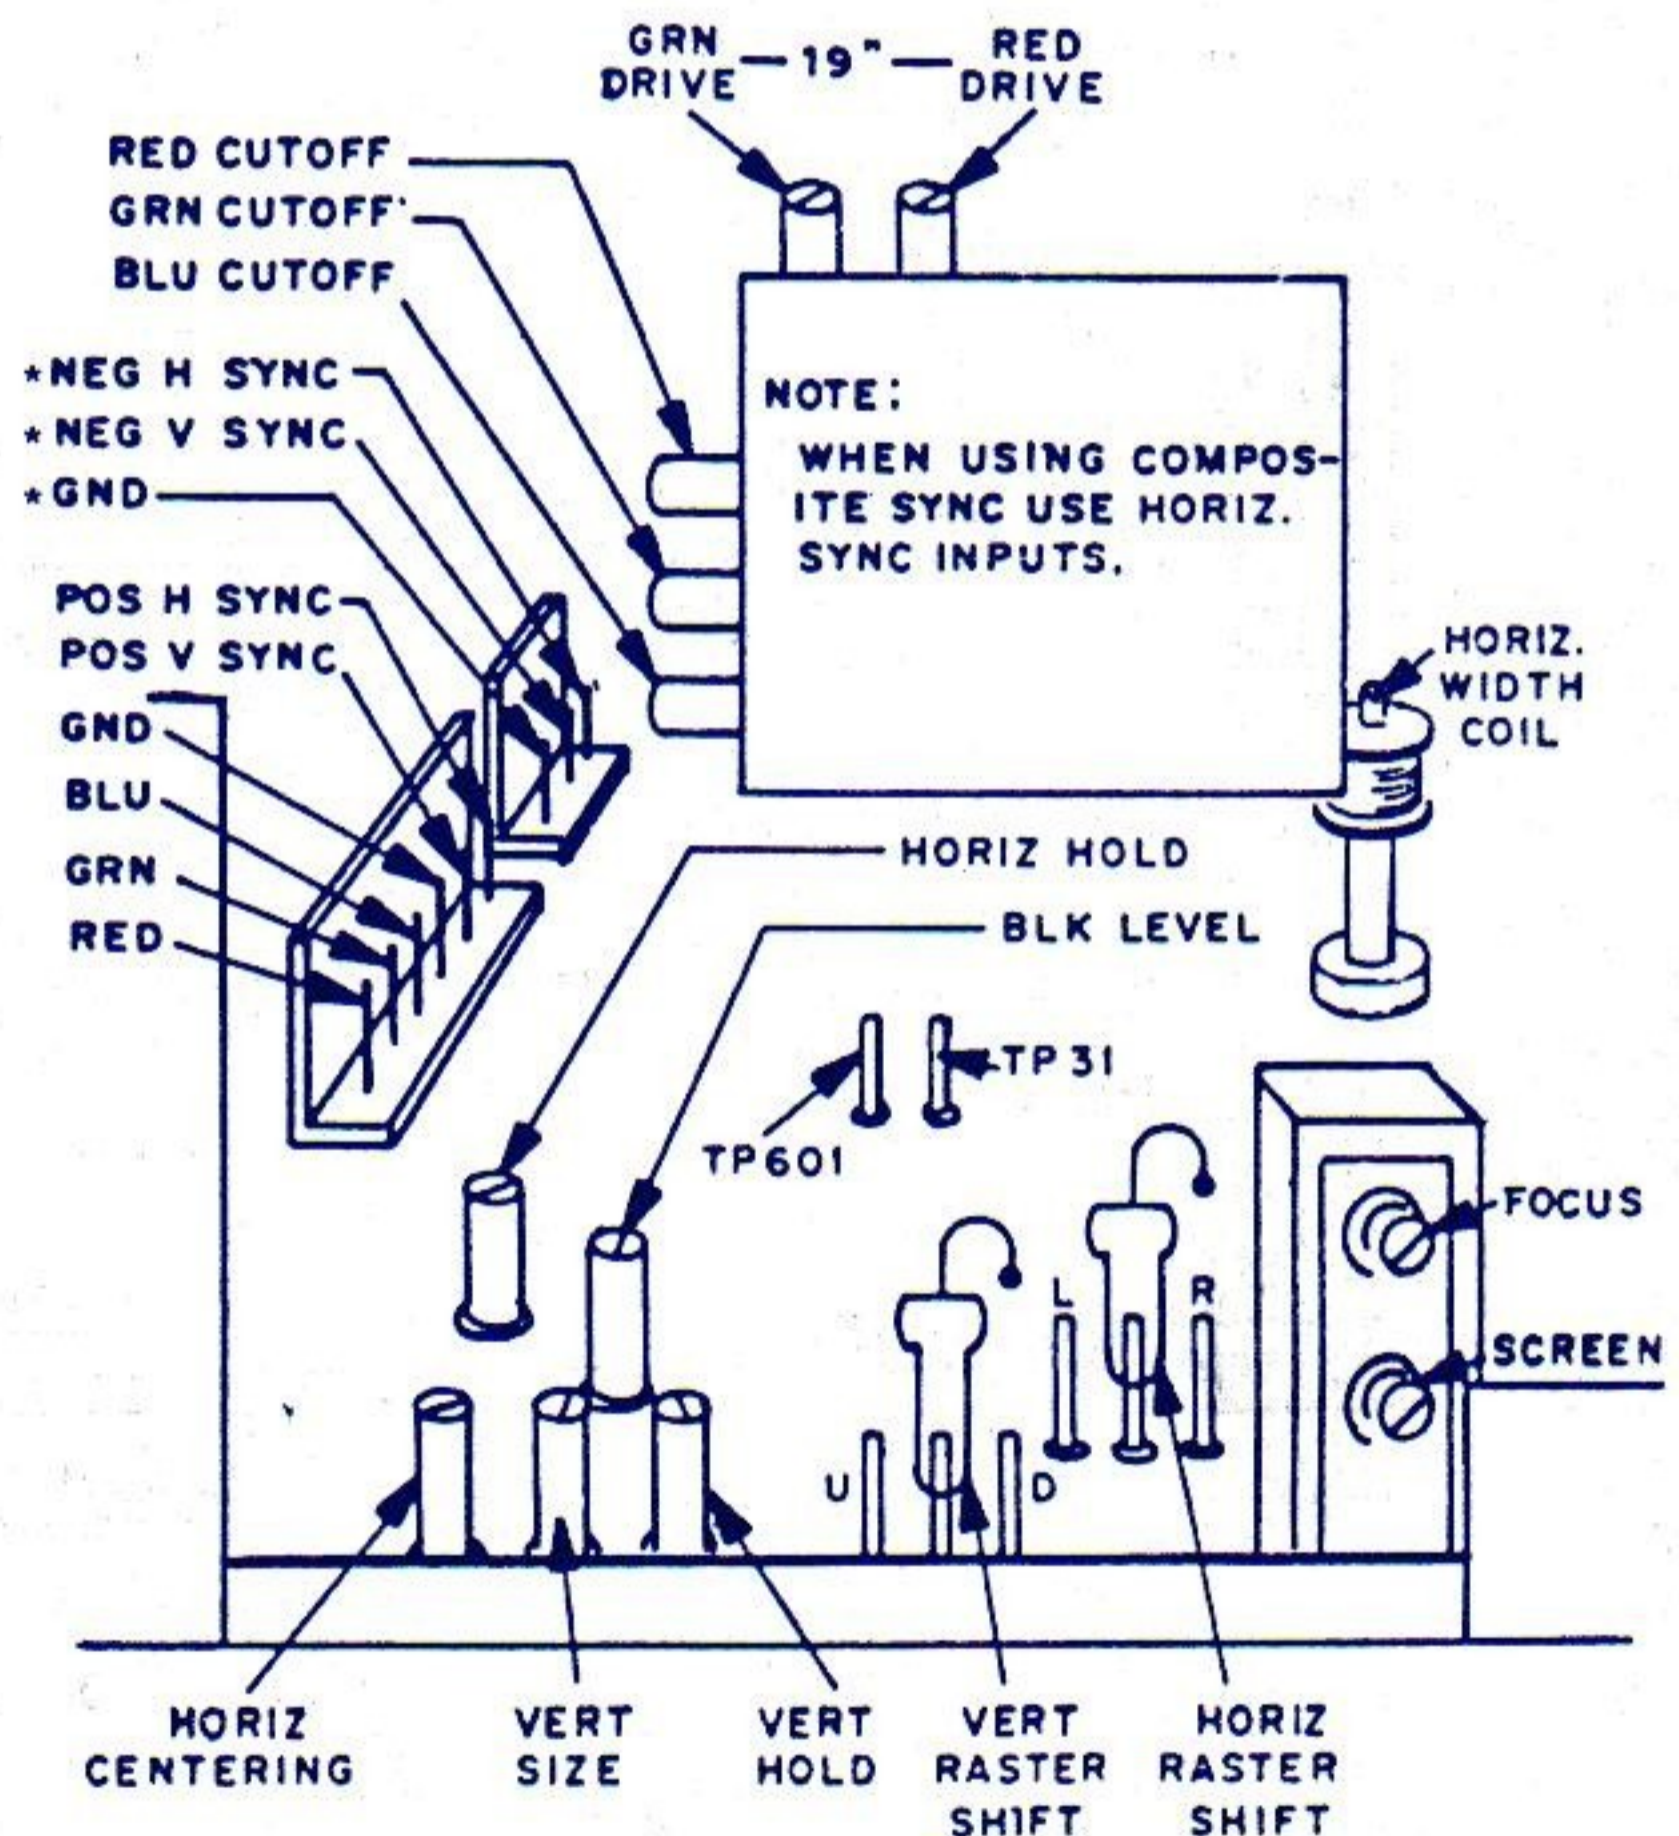 GRN — 19" — RED
DRIVE DRIVE
RED CUTOFF
GRN CUTOFF
BLU CUTOFF
*NEG H SYNC
*NEG V SYNC
*GND
POS H SYNC
POS V SYNC
GND
BLU
GRN
RED
NOTE:
WHEN USING COMPOS-
ITE SYNC USE HORIZ.
SYNC INPUTS.
HORIZ.
WIDTH
COIL
HORIZ HOLD
BLK LEVEL
TP31
TP601
FOCUS
SCREEN
L
R
U
D
HORIZ
CENTERING
VERT
SIZE
VERT
HOLD
VERT
RASTER
SHIFT
HORIZ
RASTER
SHIFT